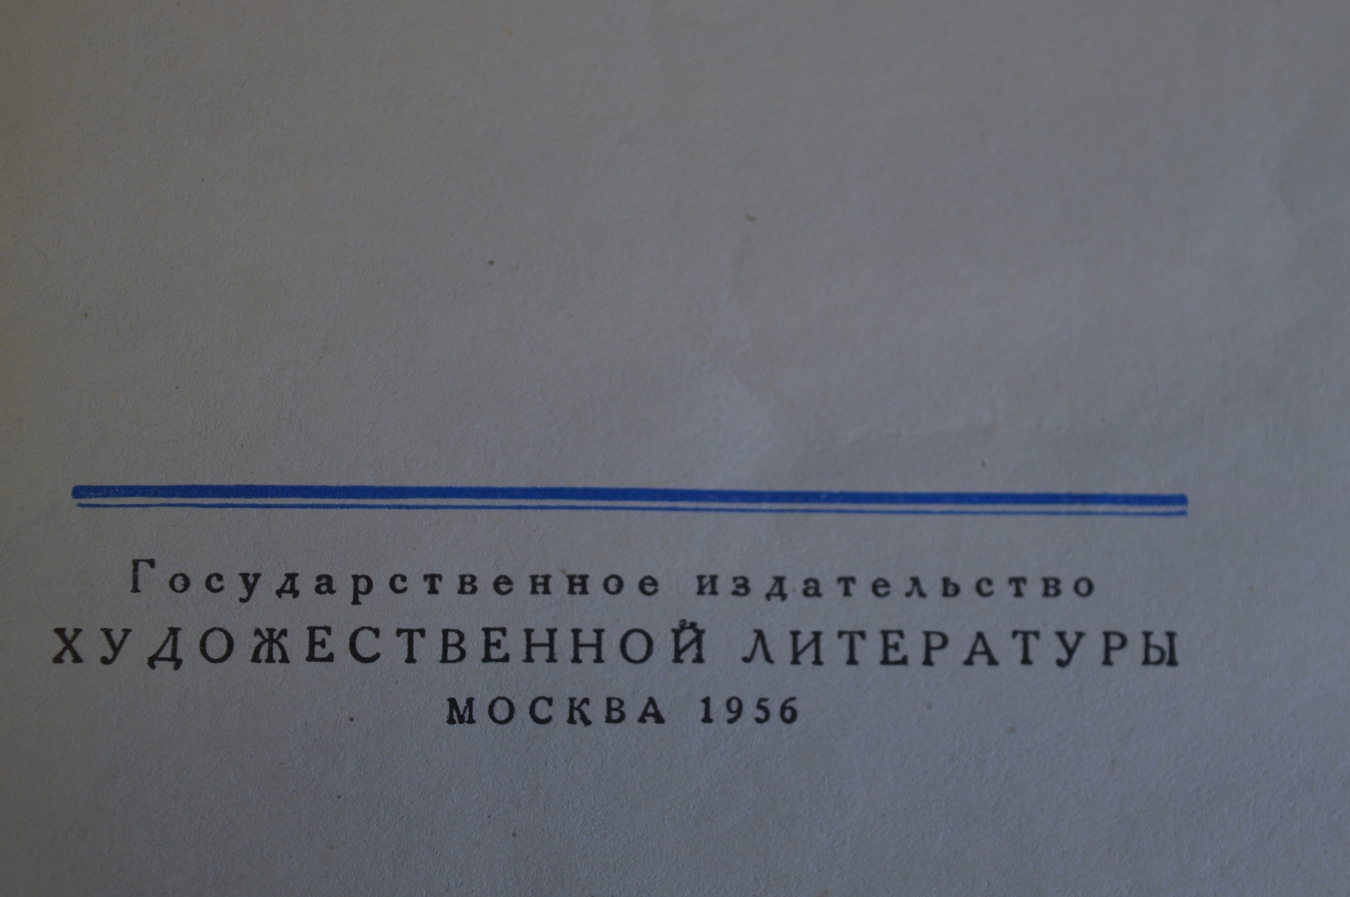 Государственное издательство
ХУДОЖЕСТВЕННОЙ ЛИТЕРАТУРЫ
МОСКВА 1956